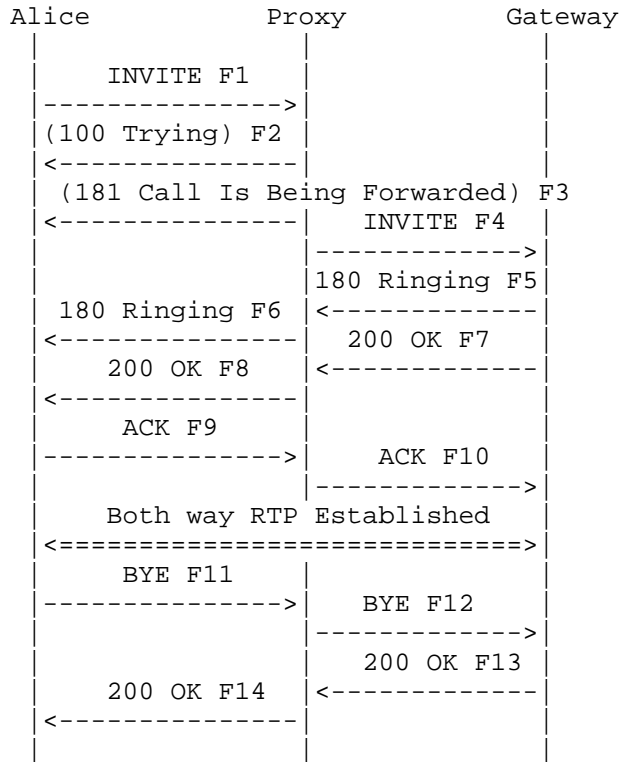 Alice Proxy Gateway
INVITE F1
(100 Trying) F2
(181 Call Is Being Forwarded) F3
INVITE F4
180 Ringing F5
180 Ringing F6
200 OK F7
200 OK F8
ACK F9
ACK F10
Both way RTP Established
BYE F11
BYE F12
200 OK F13
200 OK F14